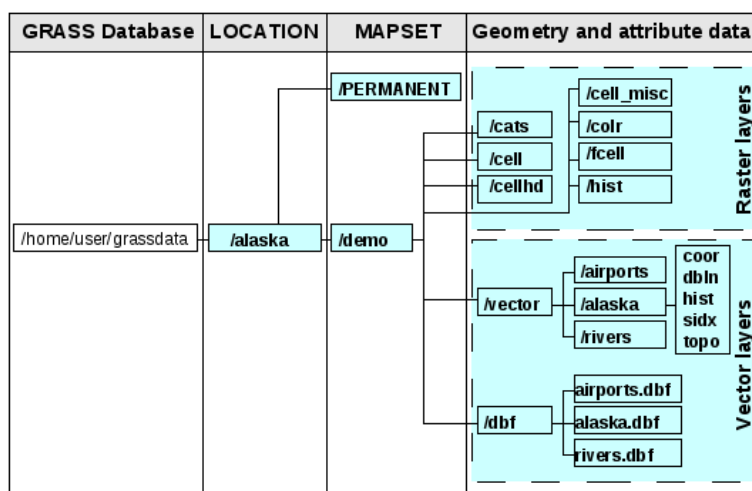 GRASS Database LOCATION MAPSET Geometry and attribute data
/PERMANENT
/cell_misc
/cats
/colr
/cell
/fcell
/cellhd
/hist
Raster layers
/home/user/grassdata
/alaska
/demo
/vector
/airports
/alaska
/rivers
coor
dbln
hist
sidx
topo
/dbf
airports.dbf
alaska.dbf
rivers.dbf
Vector layers